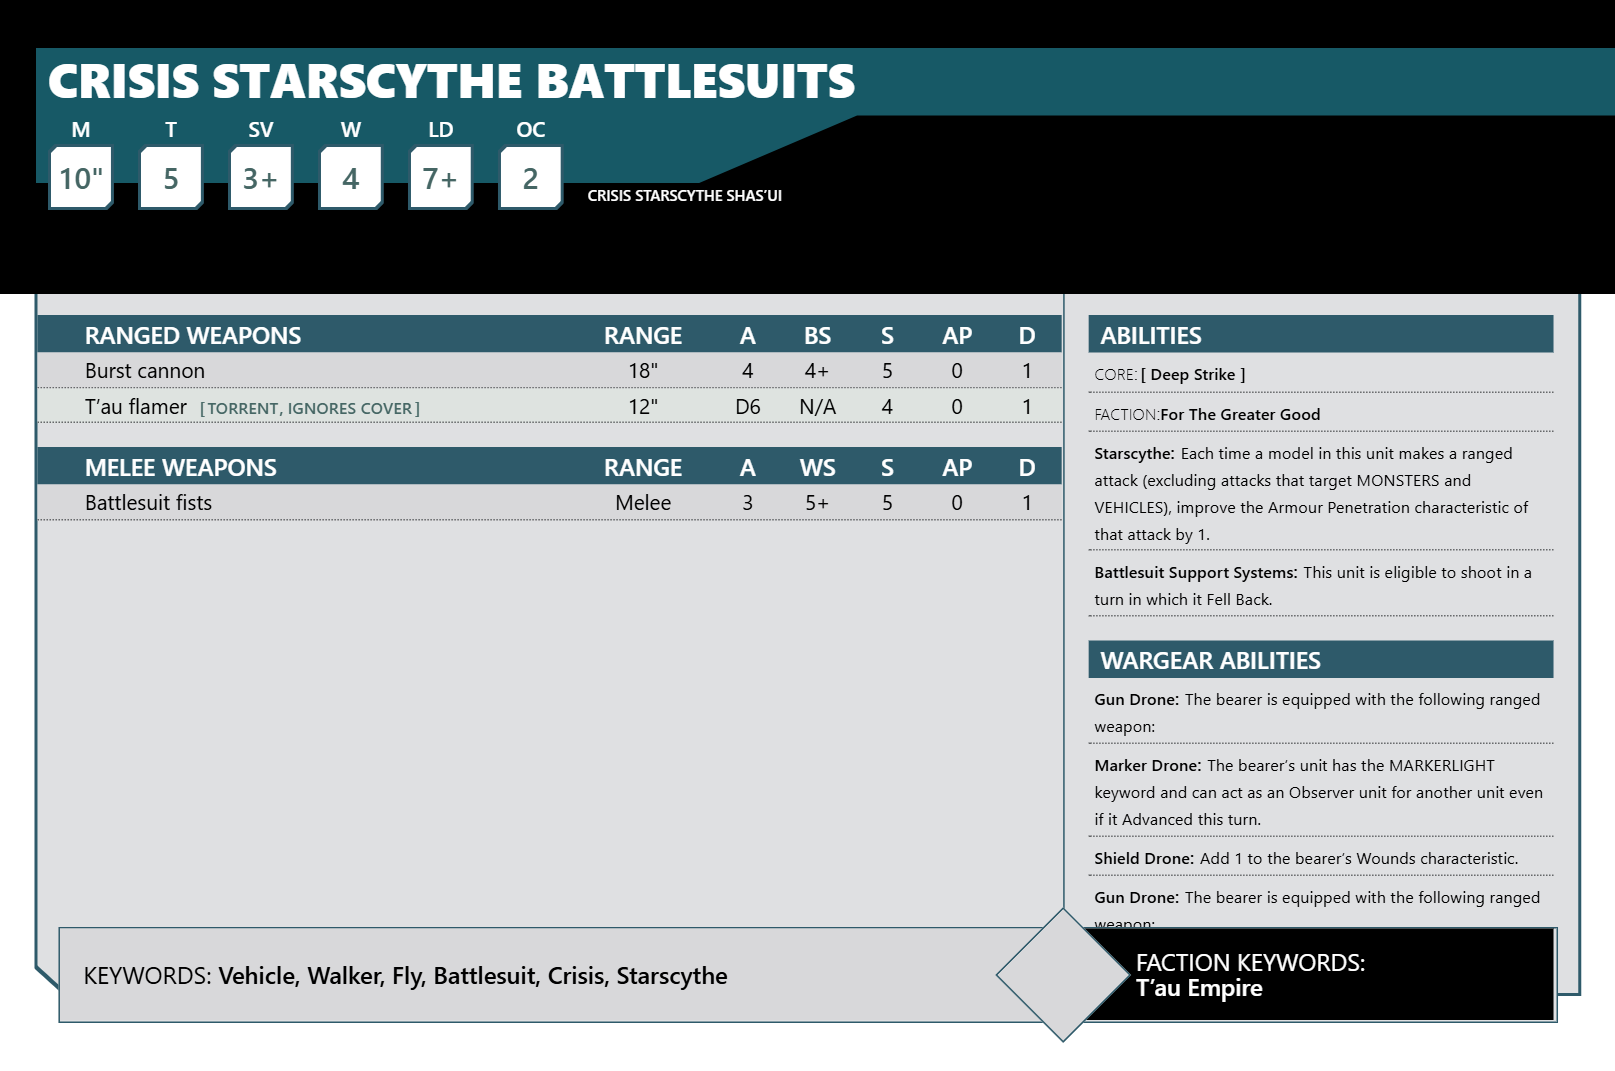 CRISIS STARSCYTHE BATTLESUITS
M T SV W LD OC
10" 5 3+ 4 7+ 2
CRISIS STARSCYTHE SHAS'UI
RANGED WEAPONS RANGE A BS S AP D
Burst cannon 18" 4 4+ 5 0 1
T'au flamer [TORRENT, IGNORES COVER] 12" D6 N/A 4 0 1
MELEE WEAPONS RANGE A WS S AP D
Battlesuit fists Melee 3 5+ 5 0 1
ABILITIES
CORE: [ Deep Strike ]
FACTION:For The Greater Good
Starscythe: Each time a model in this unit makes a ranged
attack (excluding attacks that target MONSTERS and
VEHICLES), improve the Armour Penetration characteristic of
that attack by 1.
Battlesuit Support Systems: This unit is eligible to shoot in a
turn in which it Fell Back.
WARGEAR ABILITIES
Gun Drone: The bearer is equipped with the following ranged
weapon:
Marker Drone: The bearer's unit has the MARKERLIGHT
keyword and can act as an Observer unit for another unit even
if it Advanced this turn.
Shield Drone: Add 1 to the bearer's Wounds characteristic.
Gun Drone: The bearer is equipped with the following ranged
weapon:
KEYWORDS: Vehicle, Walker, Fly, Battlesuit, Crisis, Starscythe
FACTION KEYWORDS:
T'au Empire